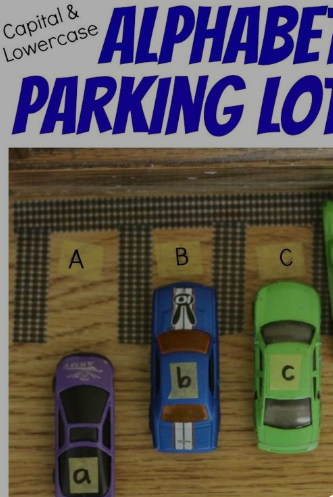 Capital &
Lowercase
ALPHABET
PARKING LOT
A B C
b
c
a